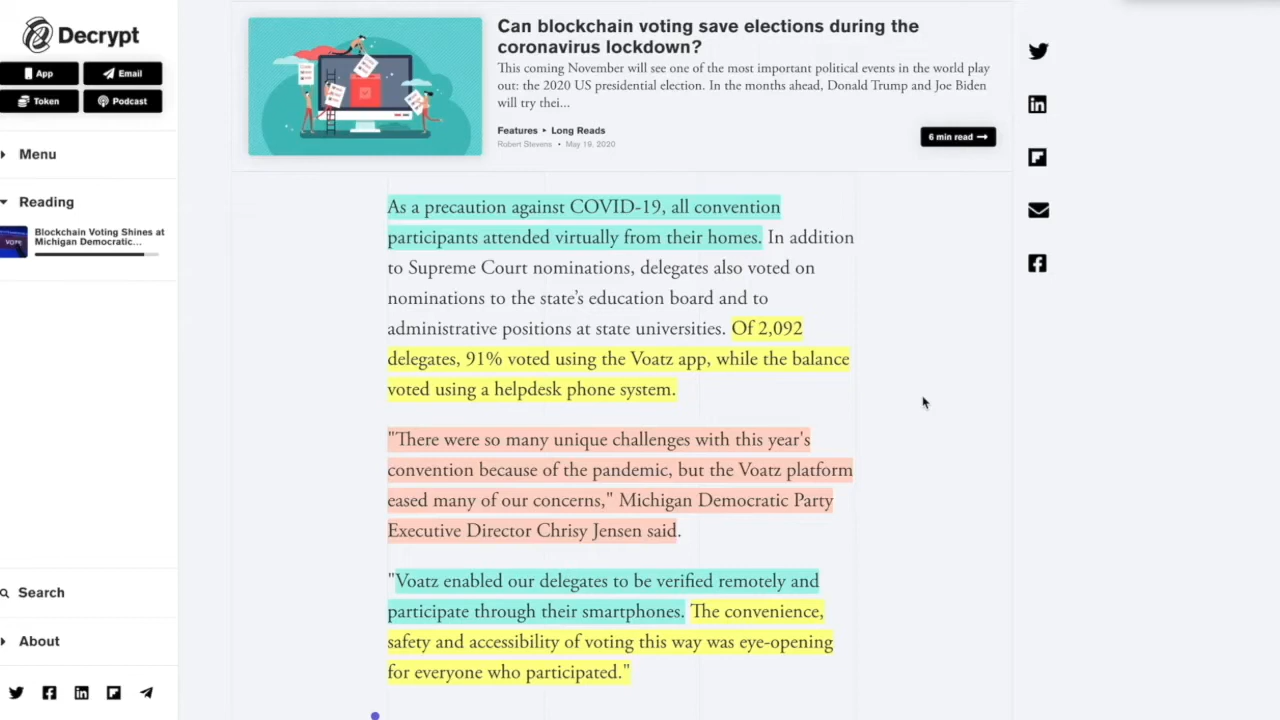 Decrypt
App
Email
Token
Podcast
Menu
Reading
Blockchain Voting Shines at
Michigan Democratic...
VOTE
Search
About
Can blockchain voting save elections during the
coronavirus lockdown?
This coming November will see one of the most important political events in the world play
out: the 2020 US presidential election. In the months ahead, Donald Trump and Joe Biden
will try thei...
Features ▸ Long Reads
Robert Stevens • May 19, 2020
6 min read →
As a precaution against COVID-19, all convention
participants attended virtually from their homes. In addition
to Supreme Court nominations, delegates also voted on
nominations to the state’s education board and to
administrative positions at state universities. Of 2,092
delegates, 91% voted using the Voatz app, while the balance
voted using a helpdesk phone system.
"There were so many unique challenges with this year's
convention because of the pandemic, but the Voatz platform
eased many of our concerns," Michigan Democratic Party
Executive Director Chrisy Jensen said.
"Voatz enabled our delegates to be verified remotely and
participate through their smartphones. The convenience,
safety and accessibility of voting this way was eye-opening
for everyone who participated."